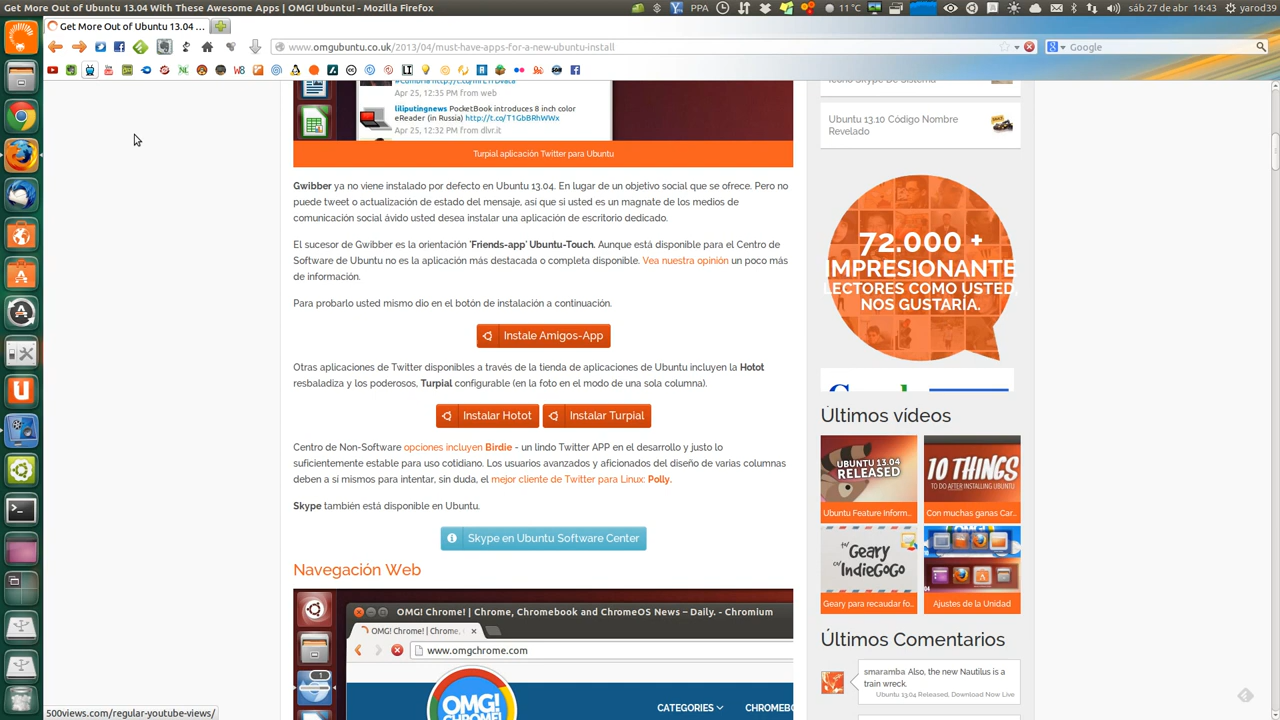 Get More Out of Ubuntu 13.04 With These Awesome Apps | OMG! Ubuntu! - Mozilla Firefox
PPA
11°C
sáb 27 de abr
14:43
yarod39
Get More Out of Ubuntu 13.04 ...
www.omgubuntu.co.uk/2013/04/must-have-apps-for-a-new-ubuntu-install
Google
Apr 25, 12:35 PM from web
liliputingnews PocketBook introduces 8 inch color
eReader (in Russia) http://t.co/T1GbBRhWWx
Apr 25, 12:32 PM from dlvr.it
Turpial aplicación Twitter para Ubuntu
Gwibber ya no viene instalado por defecto en Ubuntu 13.04. En lugar de un objetivo social que se ofrece. Pero no
puede tweet o actualización de estado del mensaje, así que si usted es un magnate de los medios de
comunicación social ávido usted desea instalar una aplicación de escritorio dedicado.
El sucesor de Gwibber es la orientación 'Friends-app' Ubuntu-Touch. Aunque está disponible para el Centro de
Software de Ubuntu no es la aplicación más destacada o completa disponible. Vea nuestra opinión un poco más
de información.
Para probarlo usted mismo dio en el botón de instalación a continuación.
Instale Amigos-App
Otras aplicaciones de Twitter disponibles a través de la tienda de aplicaciones de Ubuntu incluyen la Hotot
resbaladiza y los poderosos, Turpial configurable (en la foto en el modo de una sola columna).
Instalar Hotot
Instalar Turpial
Centro de Non-Software opciones incluyen Birdie - un lindo Twitter APP en el desarrollo y justo lo
suficientemente estable para uso cotidiano. Los usuarios avanzados y aficionados del diseño de varias columnas
deben a sí mismos para intentar, sin duda, el mejor cliente de Twitter para Linux: Polly.
Skype también está disponible en Ubuntu.
Skype en Ubuntu Software Center
Navegación Web
OMG! Chrome! | Chrome, Chromebook and ChromeOS News – Daily. - Chromium
OMG! Chrome! | Chrome,
www.omgchrome.com
1
OMG!
CHROME!
CATEGORIES
CHROMEBO
Icono Skype De Sistema
Ubuntu 13.10 Código Nombre
Revelado
72.000 +
IMPRESIONANTE
LECTORES COMO USTED,
NOS GUSTARÍA.
Últimos vídeos
UBUNTU 13.04
RELEASED
Ubuntu Feature Inform...
10 THINGS
TO DO AFTER INSTALLING UBUNTU
Con muchas ganas Car...
Geary
IndieGoGo
Geary para recaudar fo...
Ajustes de la Unidad
Últimos Comentarios
smaramba Also, the new Nautilus is a
train wreck.
Ubuntu 13.04 Released, Download Now Live
500views.com/regular-youtube-views/